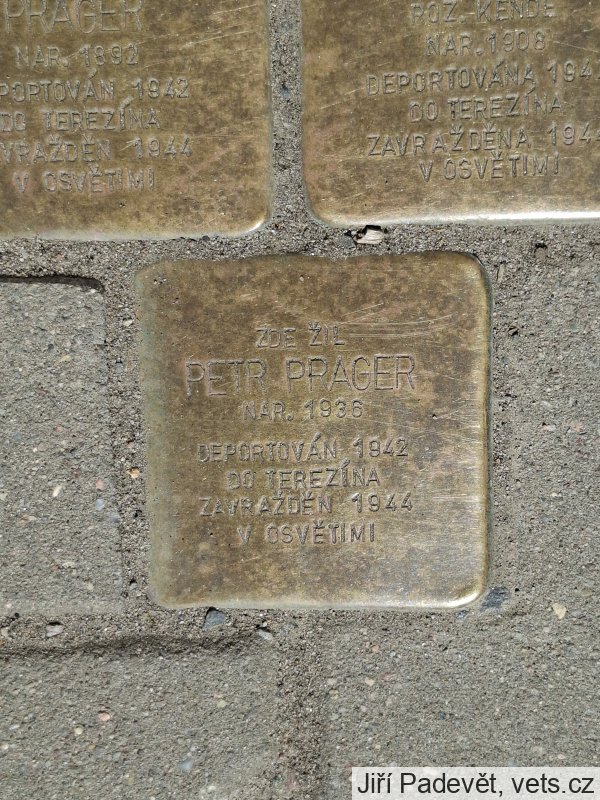 PRAGER
NAR. 1892
DEPORTOVÁN 1942
DO TEREZÍNA
ZAVRAŽDĚN 1944
V OSVĚTIMI
ROZ. KENDE
NAR. 1908
DEPORTOVÁNA 1942
DO TEREZÍNA
ZAVRAŽDĚNA 1944
V OSVĚTIMI
ZDE ŽIL
PETR PRAGER
NAR. 1936
DEPORTOVÁN 1942
DO TEREZÍNA
ZAVRAŽDĚN 1944
V OSVĚTIMI
Jiří Padevět, vets.cz